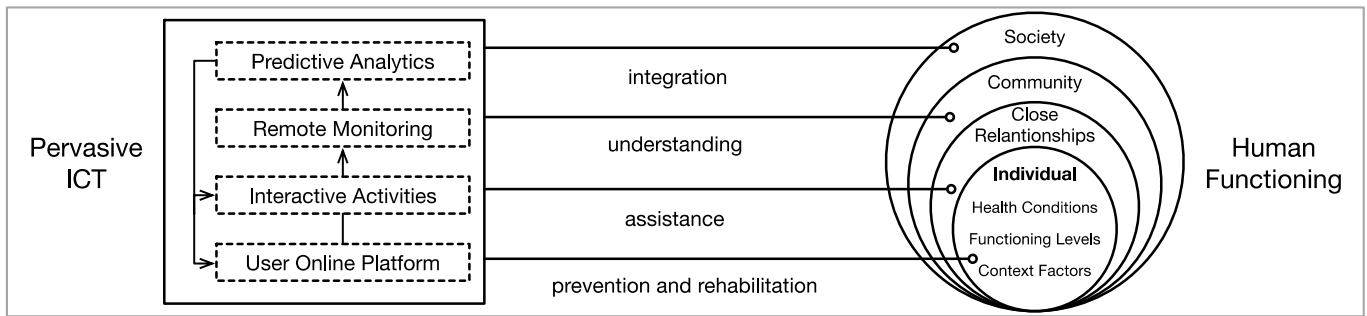 Pervasive
ICT
Predictive Analytics
Remote Monitoring
Interactive Activities
User Online Platform
integration
understanding
assistance
prevention and rehabilitation
Society
Community
Close
Relantionships
Individual
Health Conditions
Functioning Levels
Context Factors
Human
Functioning